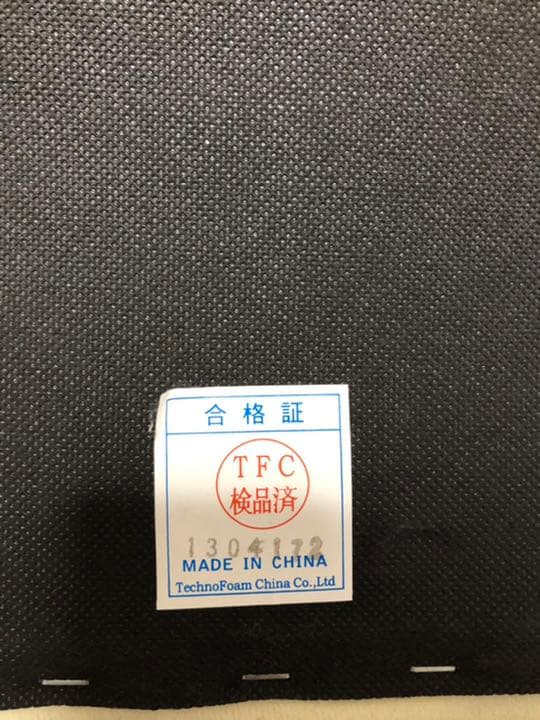 合格証
TFC
検品済
1304172
MADE IN CHINA
TechnoFoam China Co.,Ltd